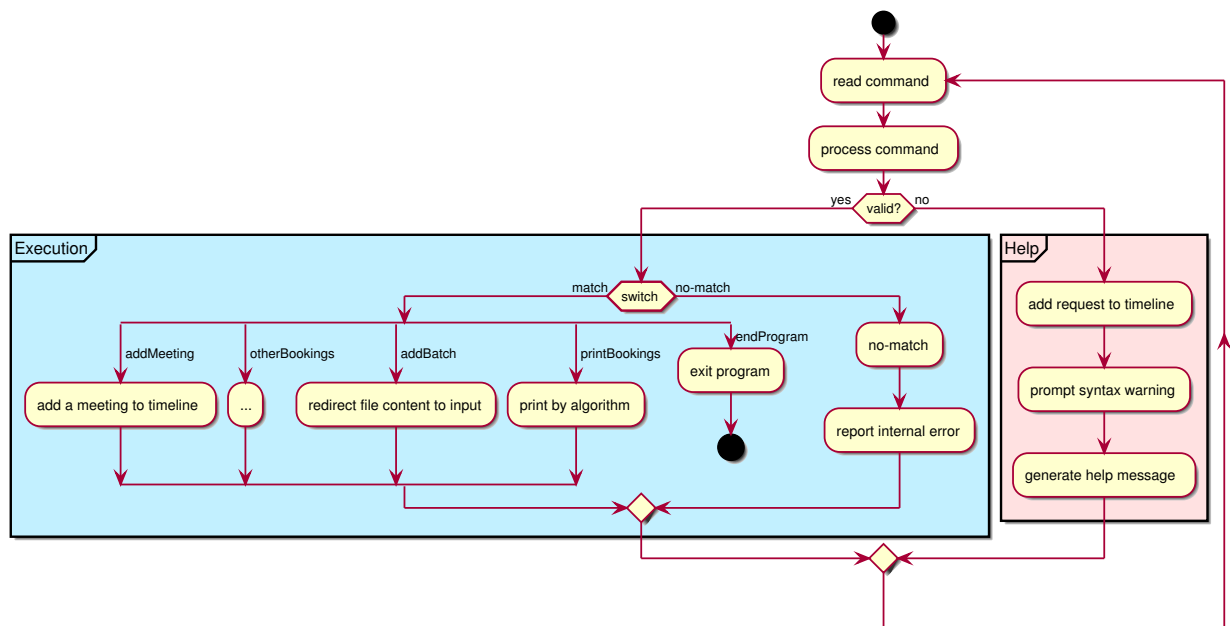 read command
process command
yes
valid?
no
Execution
Help
match
switch
no-match
add request to timeline
addMeeting
otherBookings
addBatch
printBookings
endProgram
no-match
exit program
prompt syntax warning
add a meeting to timeline
...
redirect file content to input
print by algorithm
report internal error
generate help message